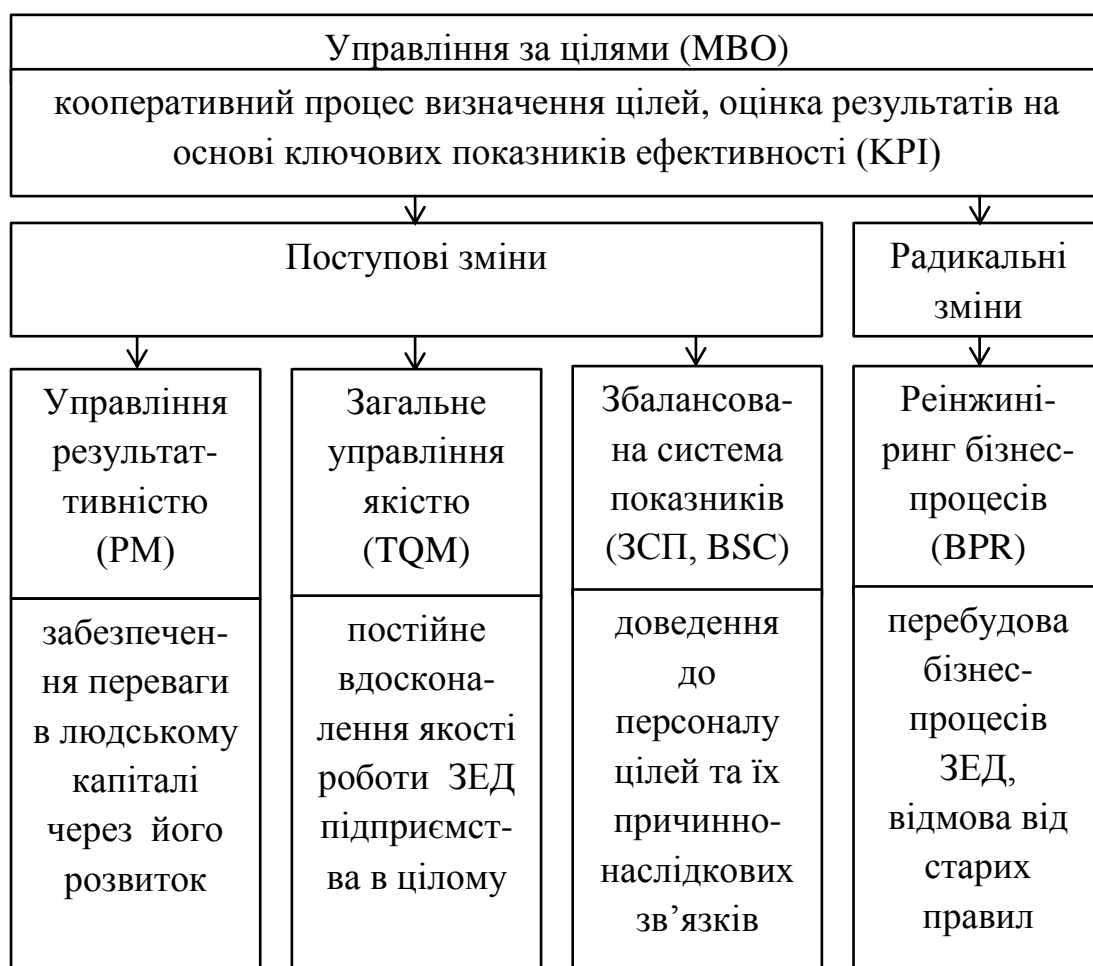 Управління за цілями (МВО)
кооперативний процес визначення цілей, оцінка результатів на
основі ключових показників ефективності (KPI)
Поступові зміни
Радикальні
зміни
Управління
результат-
тивністю
(PM)
забезпечен-
ня переваги
в людському
капіталі
через його
розвиток
Загальне
управління
якістю
(TQM)
постійне
вдоскона-
лення якості
роботи ЗЕД
підприємст-
ва в цілому
Збалансова-
на система
показників
(ЗСП, BSC)
доведення
до
персоналу
цілей та їх
причинно-
наслідкових
зв’язків
Реінжині-
ринг бізнес-
процесів
(BPR)
перебудова
бізнес-
процесів
ЗЕД,
відмова від
старих
правил